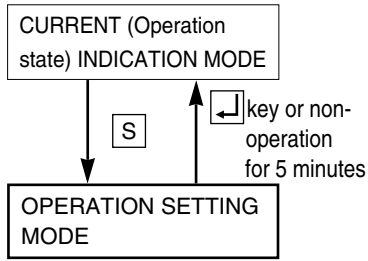 CURRENT (Operation
state) INDICATION MODE
S
↵ key or non-
operation
for 5 minutes
OPERATION SETTING
MODE